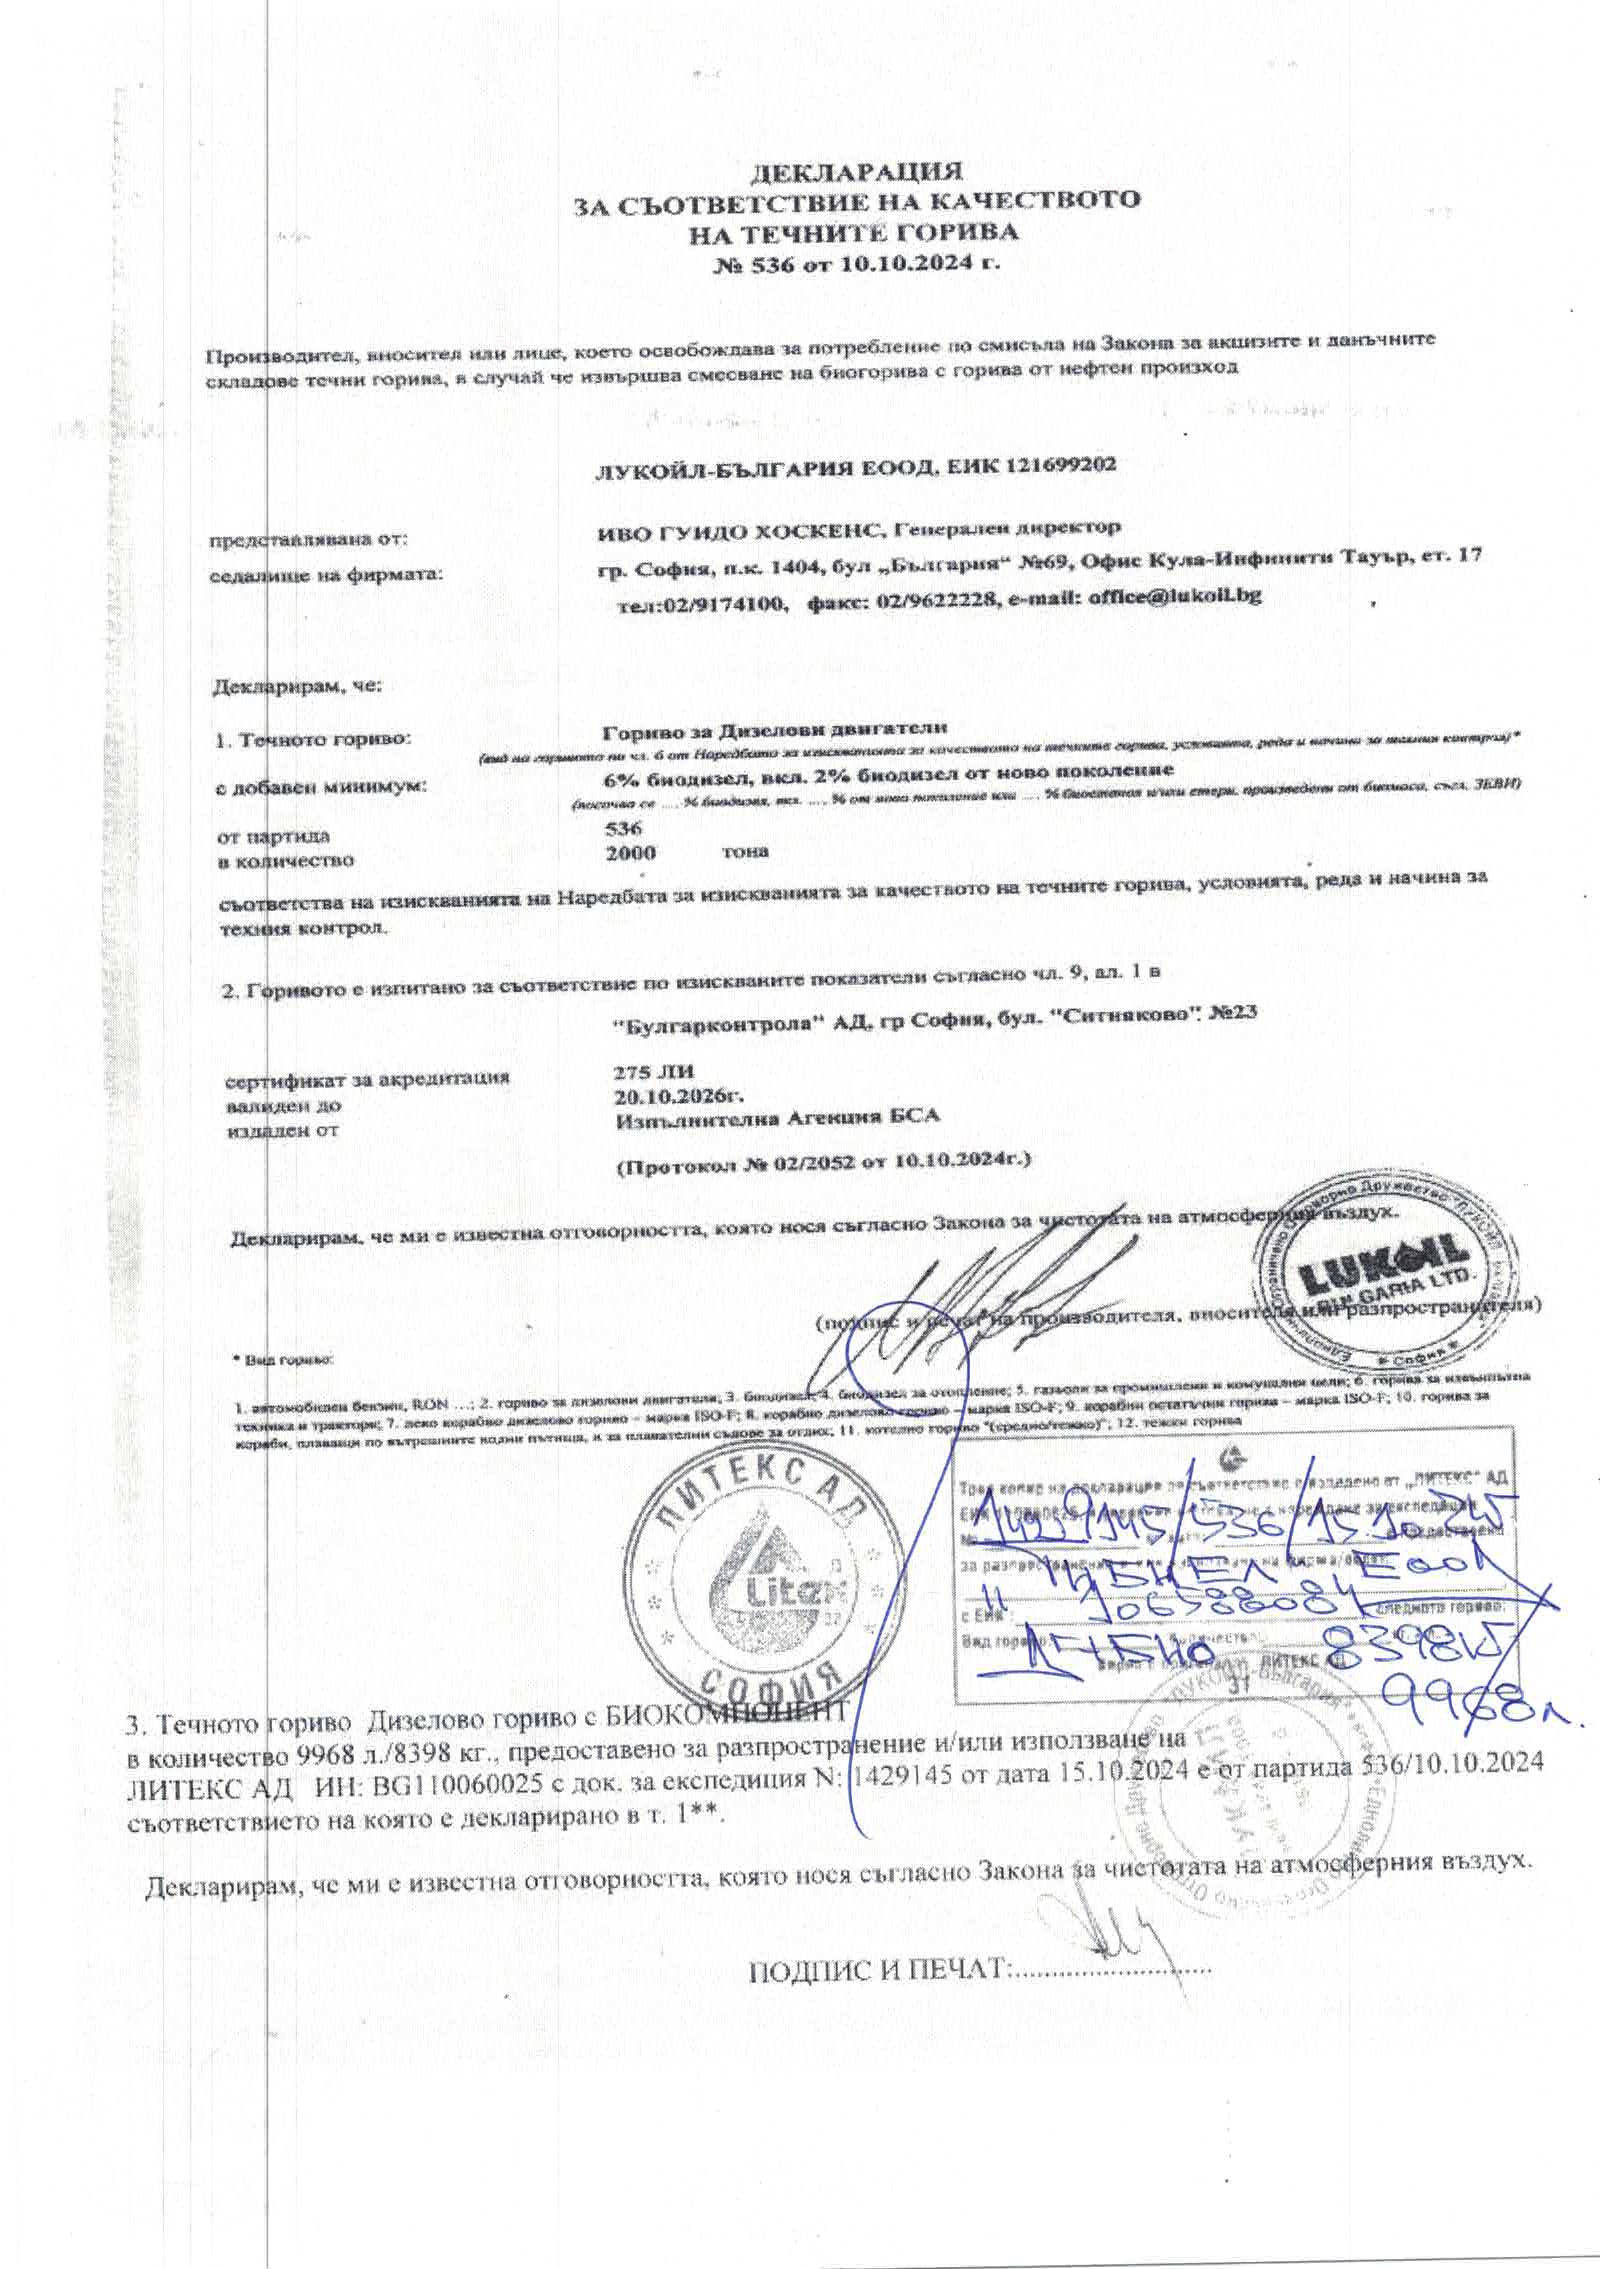 ДЕКЛАРАЦИЯ
ЗА СЪОТВЕТСТВИЕ НА КАЧЕСТВОТО
НА ТЕЧНИТЕ ГОРИВА
№ 536 от 10.10.2024 г.
Производител, вносител или лице, което освобождава за потребление по смисъла на Закона за акцизите и данъчните
складове течни горива, в случай че извършва смесване на биогорива с горива от нефтен произход
ЛУКОЙЛ-БЪЛГАРИЯ ЕООД, ЕИК 121699202
представлявана от: ИВО ГУИДО ХОСКЕНС, Генерален директор
седалище на фирмата: гр. София, п.к. 1404, бул „България“ №69, Офис Кула-Инфинити Тауър, ет. 17
тел:02/9174100, факс: 02/9622228, e-mail: office@lukoil.bg
Декларирам, че:
1. Течното гориво: Гориво за Дизелови двигатели
(вид на горивото по чл. 6 от Наредбата за изискванията за качеството на течните горива, условията, реда и начина за техния контрол)*
с добавен минимум: 6% биодизел, вкл. 2% биодизел от ново поколение
(посочва се .... % биодизел, вкл. ...., % от ново поколение или .... % биоетанол и/или етери, произведени от биомаса, съгл. ЗЕВИ)
от партида 536
в количество 2000 тона
съответства на изискванията на Наредбата за изискванията за качеството на течните горива, условията, реда и начина за
техния контрол.
2. Горивото е изпитано за съответствие по изискваните показатели съгласно чл. 9, ал. 1 в
"Булгарконтрола" АД, гр София, бул. "Ситняково". №23
сертификат за акредитация 275 ЛИ
валиден до 20.10.2026г.
издаден от Изпълнителна Агенция БСА
(Протокол № 02/2052 от 10.10.2024г.)
Декларирам, че ми е известна отговорността, която нося съгласно Закона за чистотата на атмосферния въздух.
LUKOIL
BULGARIA LTD.
София
(подпис и печат на производителя, вносителя или разпространителя)
* Вид гориво:
1. автомобилен бензин, RON ...; 2. гориво за дизелови двигатели; 3. биодизел; 4. биодизел за отопление; 5. газьоли за промишлени и комунални цели; 6. горива за извънпътна
техника и трактори; 7. леко корабно дизелово гориво – марка ISO-F; 8. корабно дизелово гориво – марка ISO-F; 9. корабни остатъчни горива – марка ISO-F; 10. горива за
кораби, плаващи по вътрешните водни пътища, и за плавателни съдове за отдих; 11. котелно гориво "(средно/тежко)"; 12. тежки горива
ЛИТЕКС АД
Litex
СОФИЯ
копие на декларация за съответствие е издадено от „ЛИТЕКС“ АД
1429145/536/15.10.
за разпространение
ЕООД
с ЕИК: 106588084 следното гориво:
Вид гориво: 8398
ЛИТЕКС АД
37
9968л.
3. Течното гориво Дизелово гориво с БИОКОМПОНЕНТ
в количество 9968 л./8398 кг., предоставено за разпространение и/или използване на
ЛИТЕКС АД ИН: BG110060025 с док. за експедиция N: 1429145 от дата 15.10.2024 е от партида 536/10.10.2024
съответствието на която е декларирано в т. 1**.
Декларирам, че ми е известна отговорността, която нося съгласно Закона за чистотата на атмосферния въздух.
ПОДПИС И ПЕЧАТ:............................